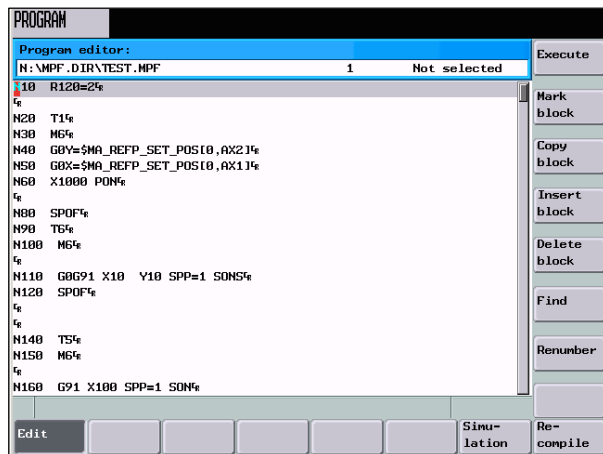 PROGRAM
Program editor:
N:\MPF.DIR\TEST.MPF 1 Not selected
N10 R120=2
N20 T1
N30 M6
N40 G0Y=$MA_REFP_SET_POS[0,AX2]
N50 G0X=$MA_REFP_SET_POS[0,AX1]
N60 X1000 PON
N80 SPOF
N90 T6
N100 M6
N110 G0G91 X10 Y10 SPP=1 SONS
N120 SPOF
N140 T5
N150 M6
N160 G91 X100 SPP=1 SON
Execute
Mark
block
Copy
block
Insert
block
Delete
block
Find
Renumber
Edit
Simu-
lation
Re-
compile